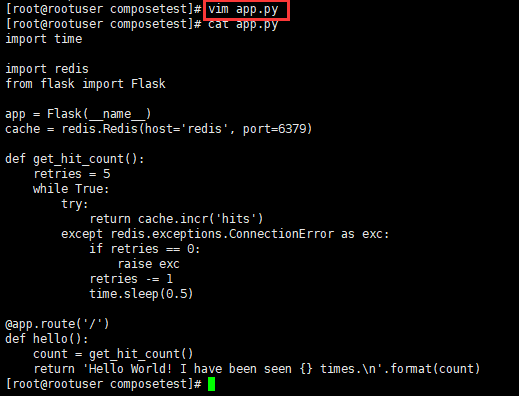 [root@rootuser composetest]# vim app.py
[root@rootuser composetest]# cat app.py
import time

import redis
from flask import Flask

app = Flask(__name__)
cache = redis.Redis(host='redis', port=6379)

def get_hit_count():
    retries = 5
    while True:
        try:
            return cache.incr('hits')
        except redis.exceptions.ConnectionError as exc:
            if retries == 0:
                raise exc
            retries -= 1
            time.sleep(0.5)

@app.route('/')
def hello():
    count = get_hit_count()
    return 'Hello World! I have been seen {} times.\n'.format(count)
[root@rootuser composetest]#